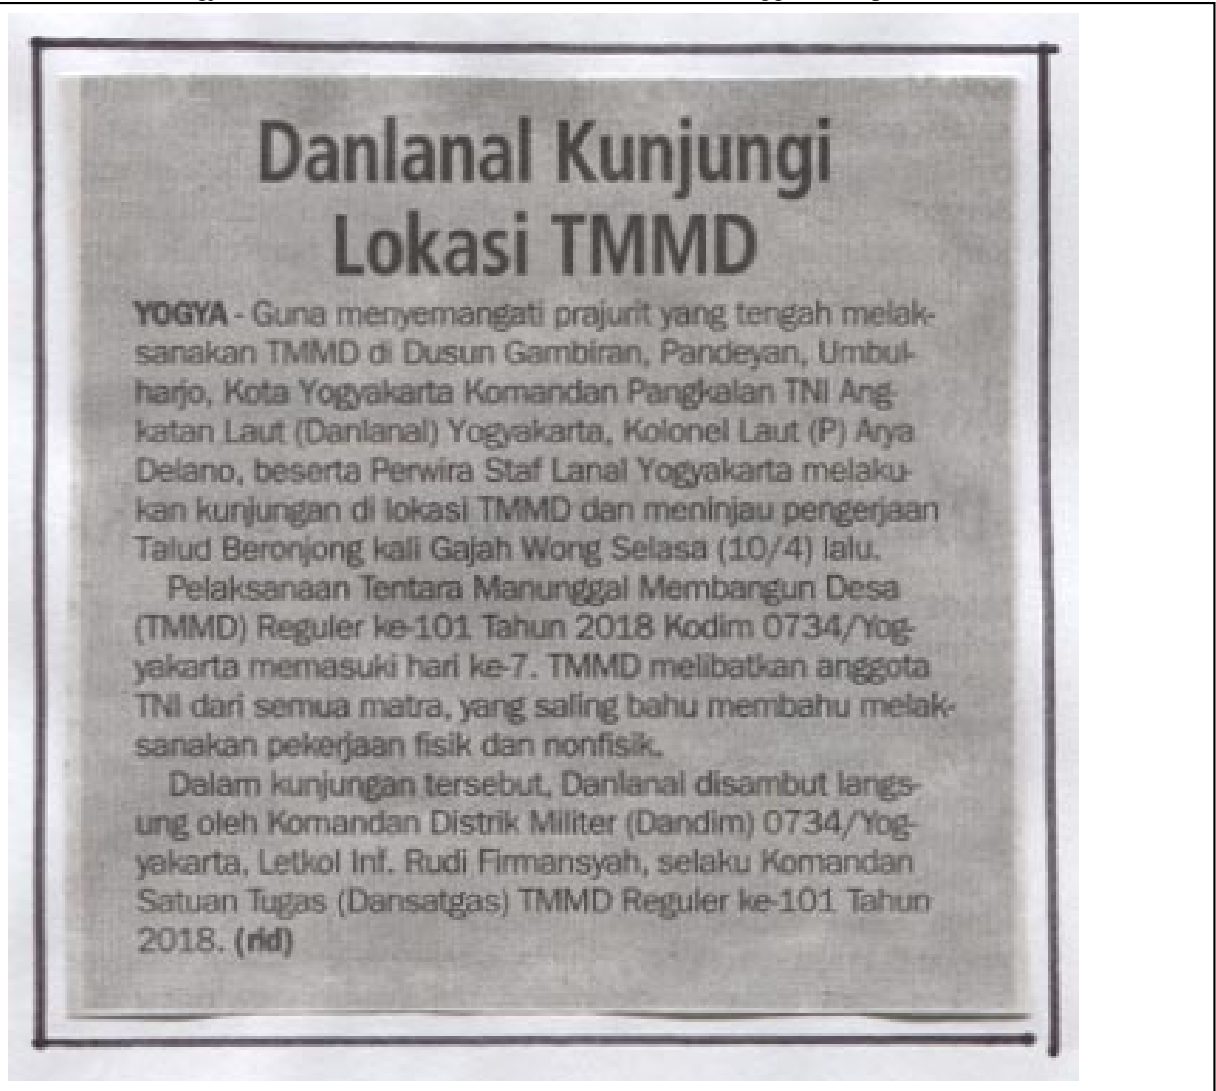 Danlanal Kunjungi
Lokasi TMMD
YOGYA - Guna menyemangati prajurit yang tengah melak-
sanakan TMMD di Dusun Gambiran, Pandeyan, Umbul-
harjo, Kota Yogyakarta Komandan Pangkalan TNI Ang-
katan Laut (Danlanal) Yogyakarta, Kolonel Laut (P) Arya
Delano, beserta Perwira Staf Lanal Yogyakarta melaku-
kan kunjungan di lokasi TMMD dan meninjau pengerjaan
Talud Beronjong kali Gajah Wong Selasa (10/4) lalu.
Pelaksanaan Tentara Manunggal Membangun Desa
(TMMD) Reguler ke-101 Tahun 2018 Kodim 0734/Yog-
yakarta memasuki hari ke-7. TMMD melibatkan anggota
TNI dari semua matra, yang saling bahu membahu melak-
sanakan pekerjaan fisik dan nonfisik.
Dalam kunjungan tersebut, Danlanal disambut langs-
ung oleh Komandan Distrik Militer (Dandim) 0734/Yog-
yakarta, Letkol Inf. Rudi Firmansyah, selaku Komandan
Satuan Tugas (Dansatgas) TMMD Reguler ke-101 Tahun
2018. (rid)